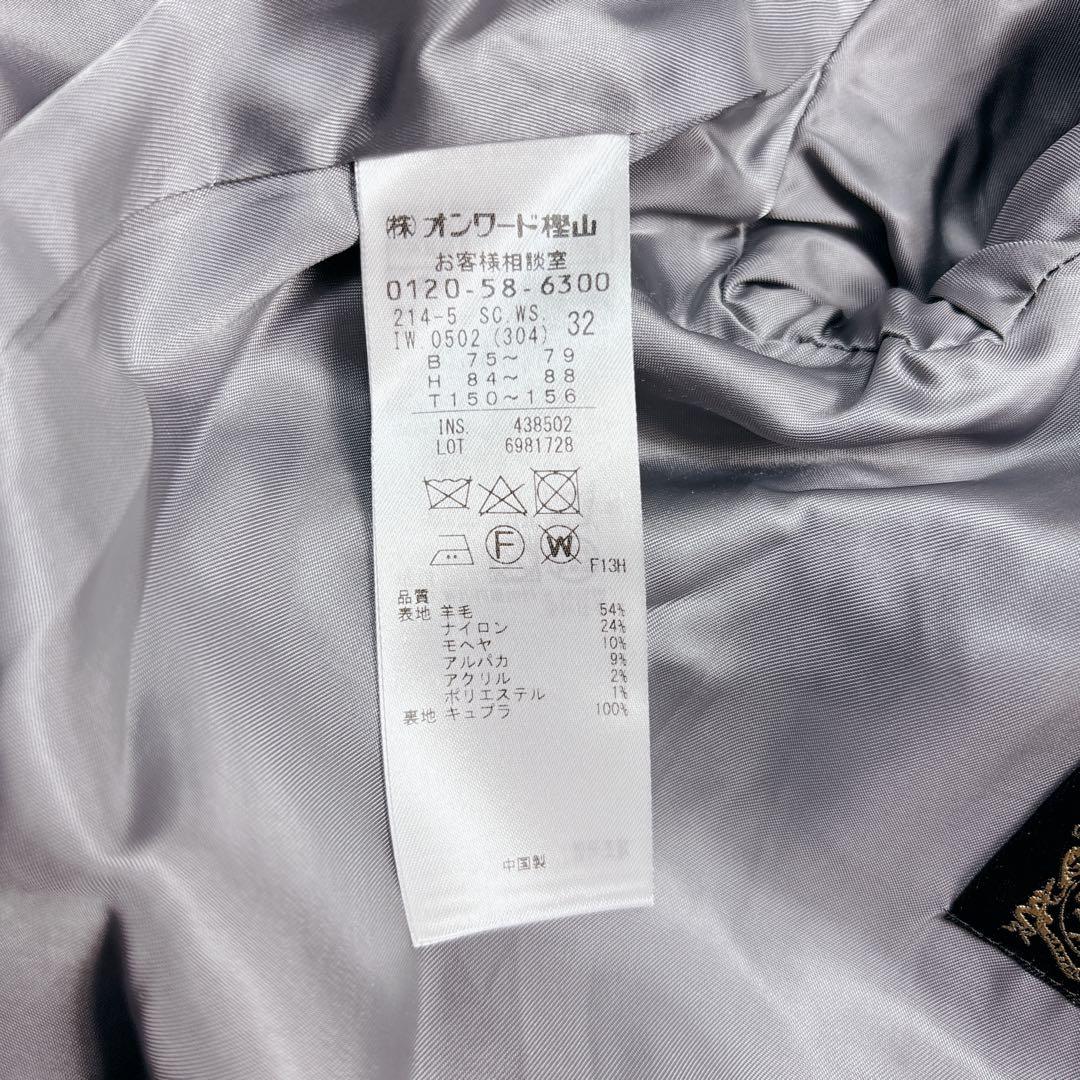 (株)オンワード樫山
お客様相談室
0120-58-6300
214-5 SC.WS. 32
IW 0502 (304)
B 75~ 79
H 84~ 88
T150~156
INS. 438502
LOT 6981728
F W F13H
品質
表地 羊毛 54%
ナイロン 24%
モヘヤ 10%
アルパカ 9%
アクリル 2%
ポリエステル 1%
裏地 キュプラ 100%
中国製